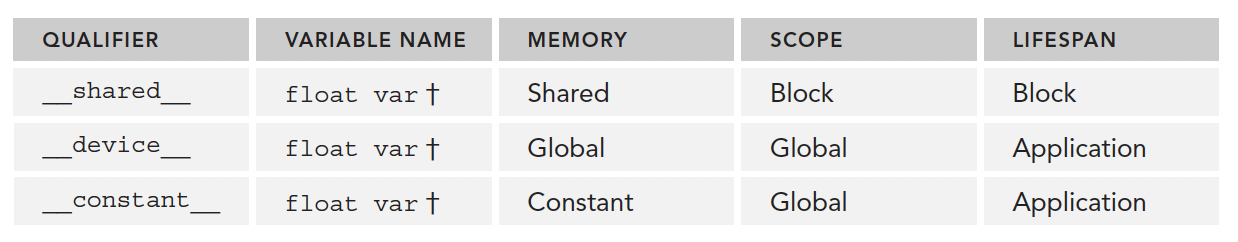 QUALIFIER VARIABLE NAME MEMORY SCOPE LIFESPAN
__shared__ float var † Shared Block Block
__device__ float var † Global Global Application
__constant__ float var † Constant Global Application